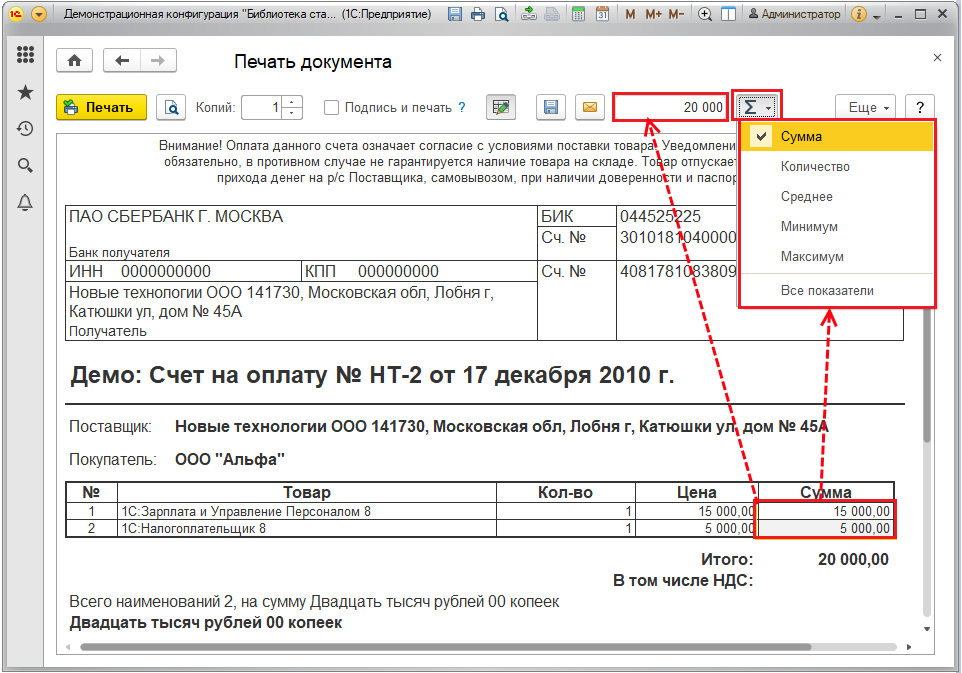 Демонстрационная конфигурация "Библиотека ста... (1С:Предприятие)
M M+ M-
Администратор
Печать документа
Печать
Копий: 1
Подпись и печать ?
20 000
Σ
Еще
?
Сумма
Количество
Среднее
Минимум
Максимум
Все показатели
Внимание! Оплата данного счета означает согласие с условиями поставки товара. Уведомлени
обязательно, в противном случае не гарантируется наличие товара на складе. Товар отпускает
прихода денег на р/с Поставщика, самовывозом, при наличии доверенности и паспор
ПАО СБЕРБАНК Г. МОСКВА БИК 044525225
Сч. № 3010181040000
Банк получателя
ИНН 0000000000 КПП 000000000 Сч. № 4081781083809
Новые технологии ООО 141730, Московская обл, Лобня г,
Катюшки ул, дом № 45А
Получатель
Демо: Счет на оплату № НТ-2 от 17 декабря 2010 г.
Поставщик: Новые технологии ООО 141730, Московская обл, Лобня г, Катюшки ул, дом № 45А
Покупатель: ООО "Альфа"
№ Товар Кол-во Цена Сумма
1 1С:Зарплата и Управление Персоналом 8 1 15 000,00 15 000,00
2 1С:Налогоплательщик 8 1 5 000,00 5 000,00
Итого: 20 000,00
В том числе НДС:
Всего наименований 2, на сумму Двадцать тысяч рублей 00 копеек
Двадцать тысяч рублей 00 копеек